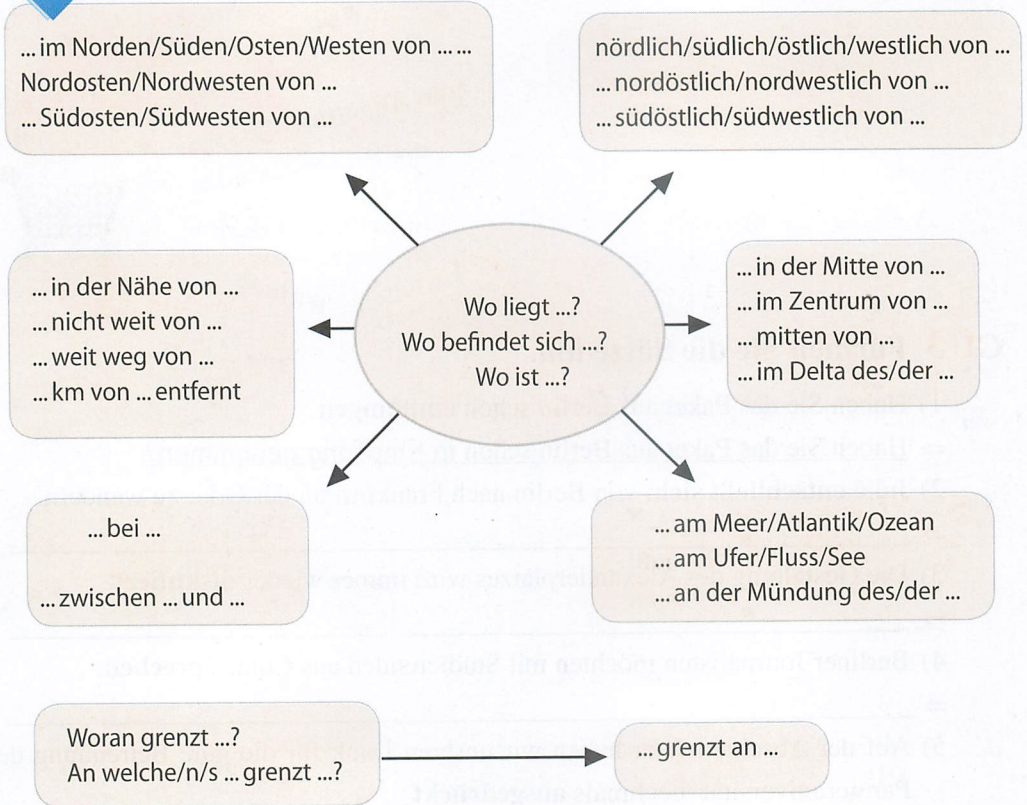 ... im Norden/Süden/Osten/Westen von ... ...
Nordosten/Nordwesten von ...
... Südosten/Südwesten von ...
nördlich/südlich/östlich/westlich von ...
... nordöstlich/nordwestlich von ...
... südöstlich/südwestlich von ...
... in der Nähe von ...
... nicht weit von ...
... weit weg von ...
... km von ... entfernt
Wo liegt ...?
Wo befindet sich ...?
Wo ist ...?
... in der Mitte von ...
... im Zentrum von ...
... mitten von ...
... im Delta des/der ...
... bei ...
... zwischen ... und ...
... am Meer/Atlantik/Ozean
... am Ufer/Fluss/See
... an der Mündung des/der ...
Woran grenzt ...?
An welche/n/s ... grenzt ...?
... grenzt an ...